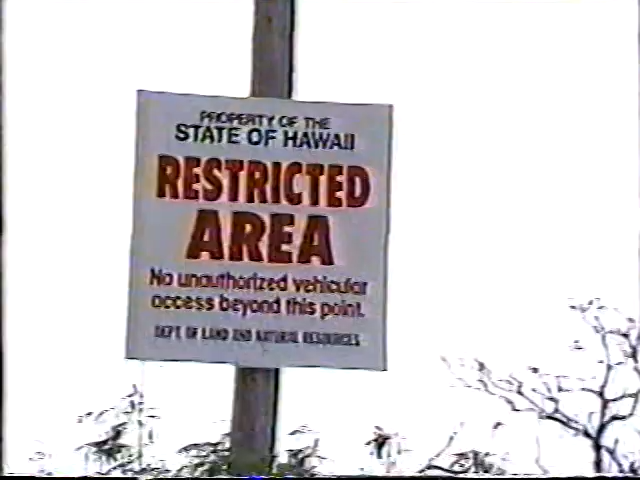 PROPERTY OF THE
STATE OF HAWAII
RESTRICTED
AREA
No unauthorized vehicular
access beyond this point.
DEPT. OF LAND AND NATURAL RESOURCES